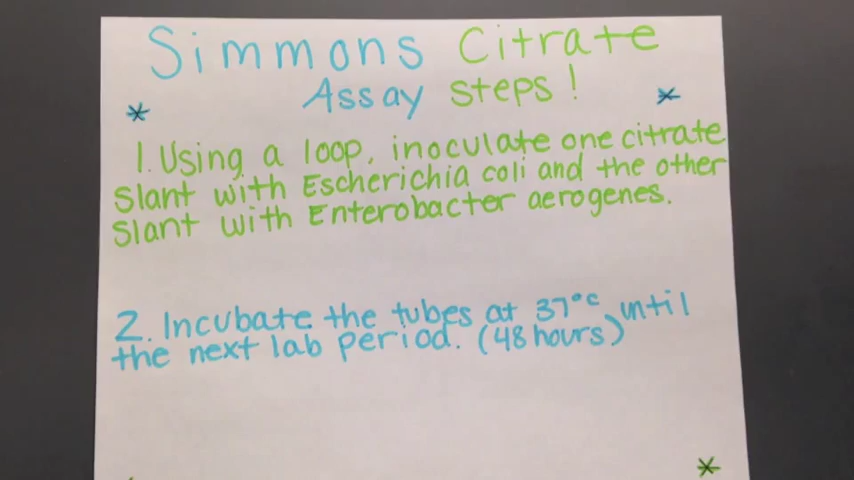 Simmons Citrate
Assay steps!
1. Using a loop, inoculate one citrate
slant with Escherichia coli and the other
slant with Enterobacter aerogenes.
2. Incubate the tubes at 37°c until
the next lab period. (48 hours)